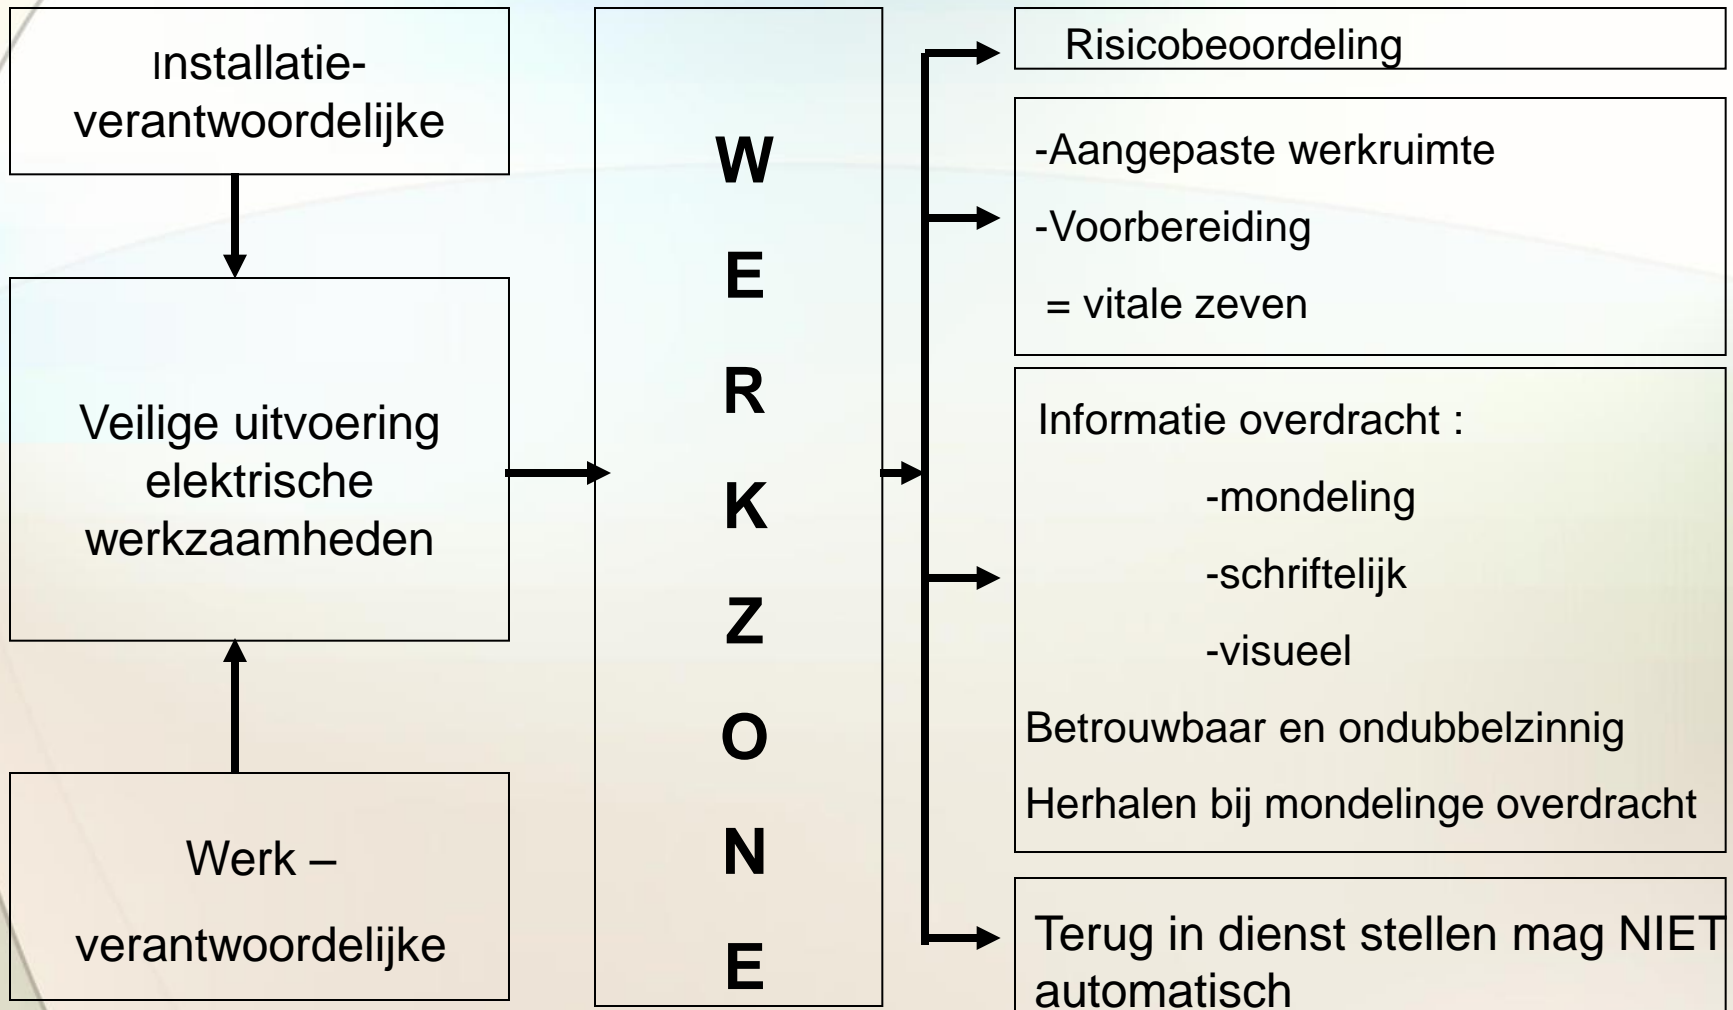 Installatie-
verantwoordelijke
Veilige uitvoering
elektrische
werkzaamheden
Werk –
verantwoordelijke
W
E
R
K
Z
O
N
E
Risicobeoordeling
-Aangepaste werkruimte
-Voorbereiding
= vitale zeven
Informatie overdracht :
-mondeling
-schriftelijk
-visueel
Betrouwbaar en ondubbelzinnig
Herhalen bij mondelinge overdracht
Terug in dienst stellen mag NIET
automatisch